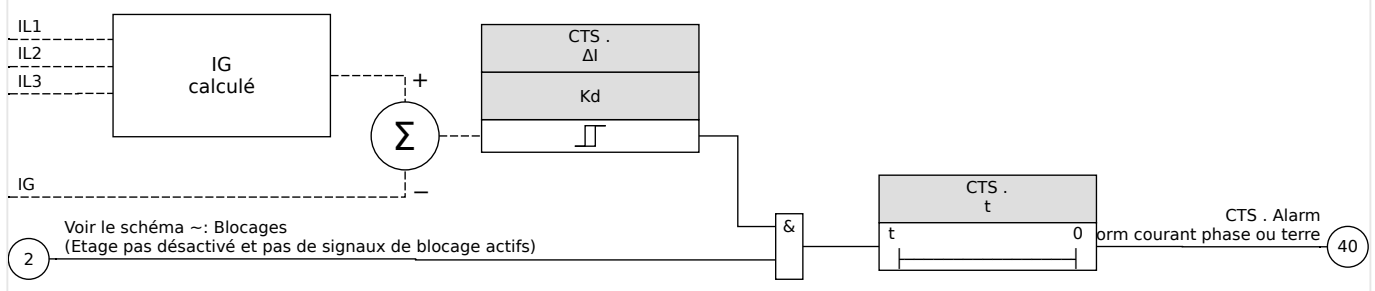 IL1
IL2
IL3
IG
calculé
+
Σ
−
IG
CTS .
ΔI
Kd
Voir le schéma ~: Blocages
(Etage pas désactivé et pas de signaux de blocage actifs)
2
&
CTS .
t
t 0
CTS . Alarm
orm courant phase ou terre
40